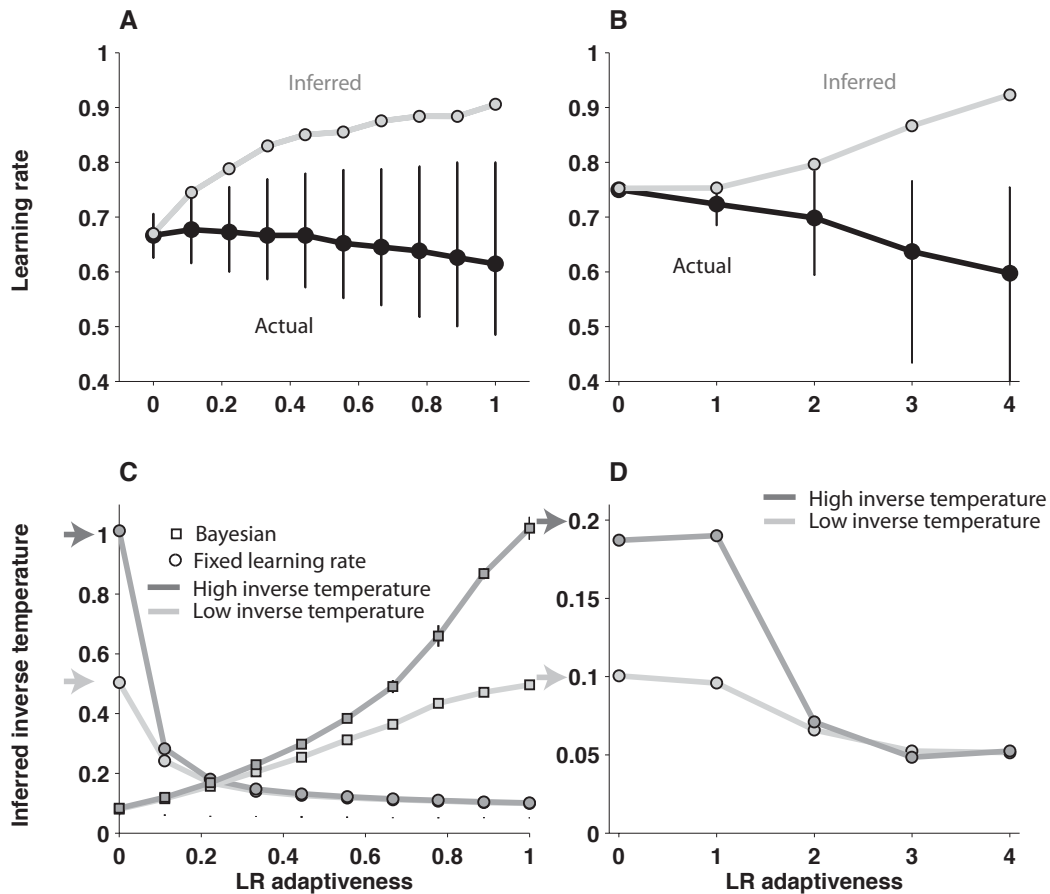 A
B
Learning rate
1
0.9
0.8
0.7
0.6
0.5
0.4
Inferred
Actual
0
0.2
0.4
0.6
0.8
1
1
0.9
0.8
0.7
0.6
0.5
0.4
Inferred
Actual
0
1
2
3
4
C
D
Inferred inverse temperature
1
0.8
0.6
0.4
0.2
0
Bayesian
Fixed learning rate
High inverse temperature
Low inverse temperature
0
0.2
0.4
0.6
0.8
1
LR adaptiveness
High inverse temperature
Low inverse temperature
0.2
0.15
0.1
0.05
0
0
1
2
3
4
LR adaptiveness